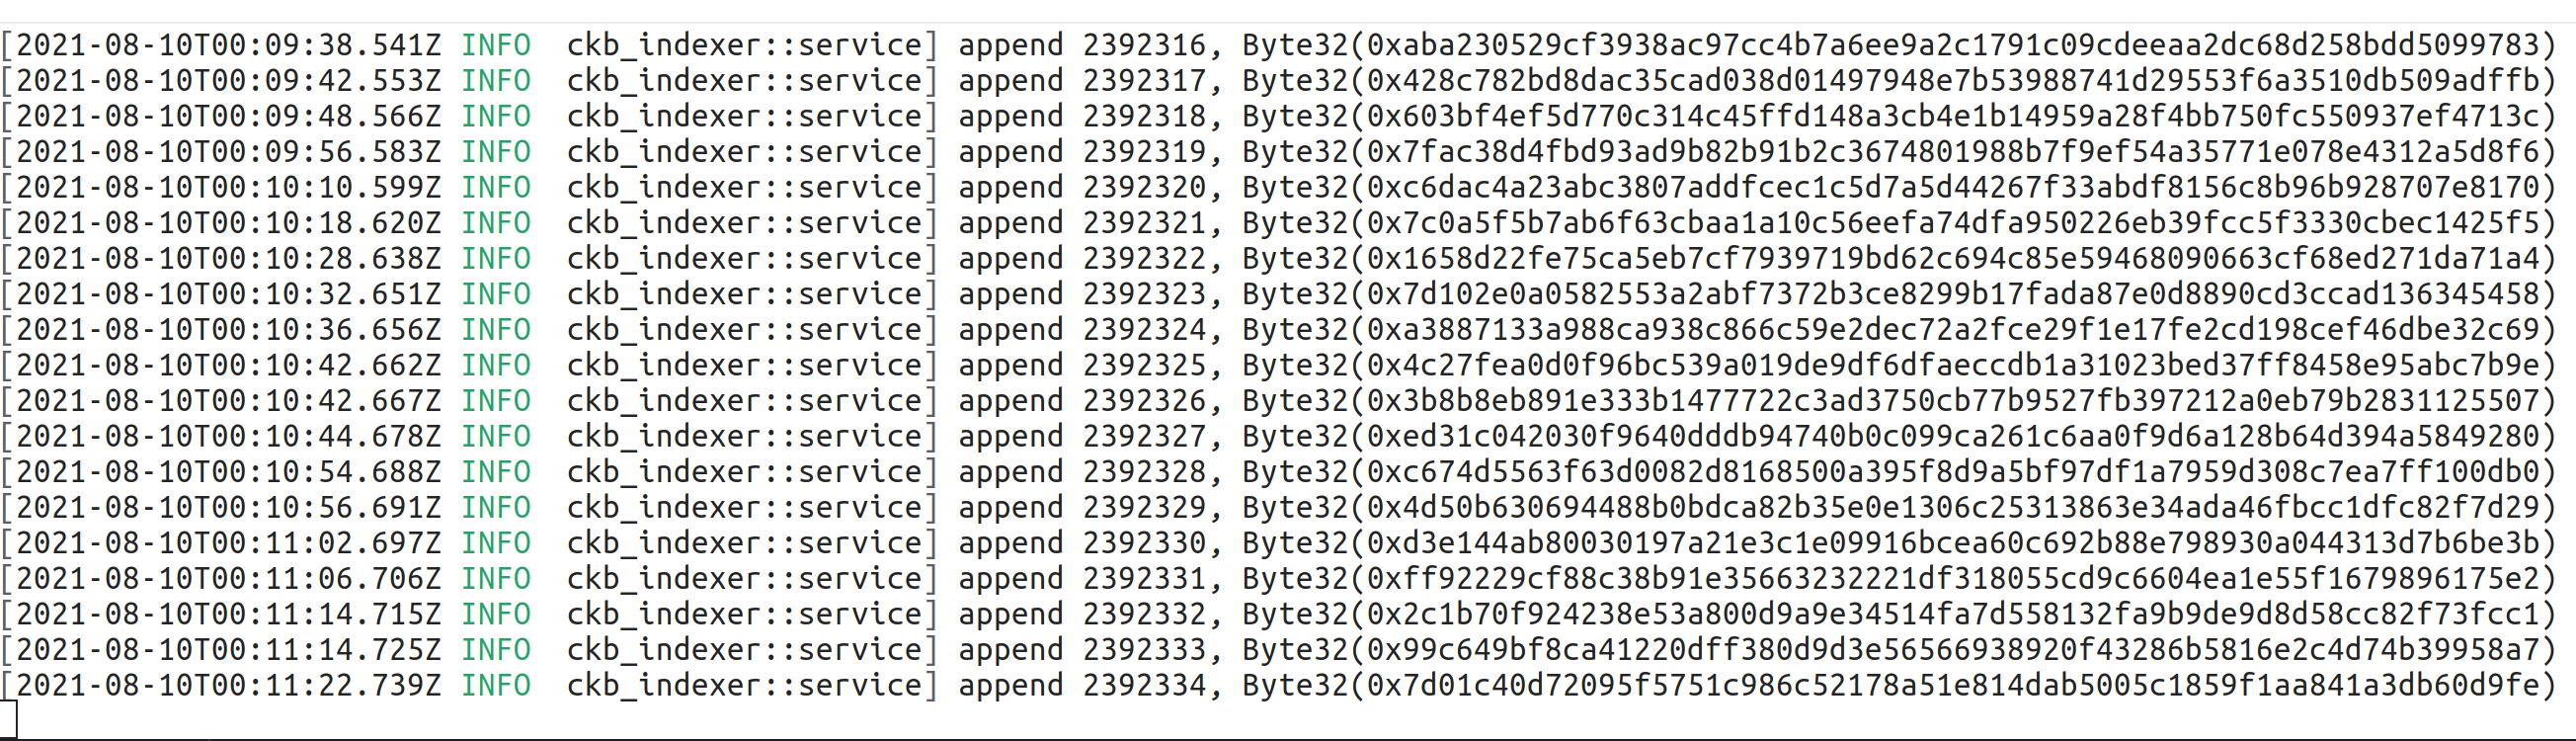 [2021-08-10T00:09:38.541Z INFO  ckb_indexer::service] append 2392316, Byte32(0xaba230529cf3938ac97cc4b7a6ee9a2c1791c09cdeeaa2dc68d258bdd5099783)
[2021-08-10T00:09:42.553Z INFO  ckb_indexer::service] append 2392317, Byte32(0x428c782bd8dac35cad038d01497948e7b53988741d29553f6a3510db509adffb)
[2021-08-10T00:09:48.566Z INFO  ckb_indexer::service] append 2392318, Byte32(0x603bf4ef5d770c314c45ffd148a3cb4e1b14959a28f4bb750fc550937ef4713c)
[2021-08-10T00:09:56.583Z INFO  ckb_indexer::service] append 2392319, Byte32(0x7fac38d4fbd93ad9b82b91b2c3674801988b7f9ef54a35771e078e4312a5d8f6)
[2021-08-10T00:10:10.599Z INFO  ckb_indexer::service] append 2392320, Byte32(0xc6dac4a23abc3807addfcec1c5d7a5d44267f33abdf8156c8b96b928707e8170)
[2021-08-10T00:10:18.620Z INFO  ckb_indexer::service] append 2392321, Byte32(0x7c0a5f5b7ab6f63cbaa1a10c56eefa74dfa950226eb39fcc5f3330cbec1425f5)
[2021-08-10T00:10:28.638Z INFO  ckb_indexer::service] append 2392322, Byte32(0x1658d22fe75ca5eb7cf7939719bd62c694c85e59468090663cf68ed271da71a4)
[2021-08-10T00:10:32.651Z INFO  ckb_indexer::service] append 2392323, Byte32(0x7d102e0a0582553a2abf7372b3ce8299b17fada87e0d8890cd3ccad136345458)
[2021-08-10T00:10:36.656Z INFO  ckb_indexer::service] append 2392324, Byte32(0xa3887133a988ca938c866c59e2dec72a2fce29f1e17fe2cd198cef46dbe32c69)
[2021-08-10T00:10:42.662Z INFO  ckb_indexer::service] append 2392325, Byte32(0x4c27fea0d0f96bc539a019de9df6dfaeccdb1a31023bed37ff8458e95abc7b9e)
[2021-08-10T00:10:42.667Z INFO  ckb_indexer::service] append 2392326, Byte32(0x3b8b8eb891e333b1477722c3ad3750cb77b9527fb397212a0eb79b2831125507)
[2021-08-10T00:10:44.678Z INFO  ckb_indexer::service] append 2392327, Byte32(0xed31c042030f9640dddb94740b0c099ca261c6aa0f9d6a128b64d394a5849280)
[2021-08-10T00:10:54.688Z INFO  ckb_indexer::service] append 2392328, Byte32(0xc674d5563f63d0082d8168500a395f8d9a5bf97df1a7959d308c7ea7ff100db0)
[2021-08-10T00:10:56.691Z INFO  ckb_indexer::service] append 2392329, Byte32(0x4d50b630694488b0bdca82b35e0e1306c25313863e34ada46fbcc1dfc82f7d29)
[2021-08-10T00:11:02.697Z INFO  ckb_indexer::service] append 2392330, Byte32(0xd3e144ab80030197a21e3c1e09916bcea60c692b88e798930a044313d7b6be3b)
[2021-08-10T00:11:06.706Z INFO  ckb_indexer::service] append 2392331, Byte32(0xff92229cf88c38b91e35663232221df318055cd9c6604ea1e55f1679896175e2)
[2021-08-10T00:11:14.715Z INFO  ckb_indexer::service] append 2392332, Byte32(0x2c1b70f924238e53a800d9a9e34514fa7d558132fa9b9de9d8d58cc82f73fcc1)
[2021-08-10T00:11:14.725Z INFO  ckb_indexer::service] append 2392333, Byte32(0x99c649bf8ca41220dff380d9d3e56566938920f43286b5816e2c4d74b39958a7)
[2021-08-10T00:11:22.739Z INFO  ckb_indexer::service] append 2392334, Byte32(0x7d01c40d72095f5751c986c52178a51e814dab5005c1859f1aa841a3db60d9fe)